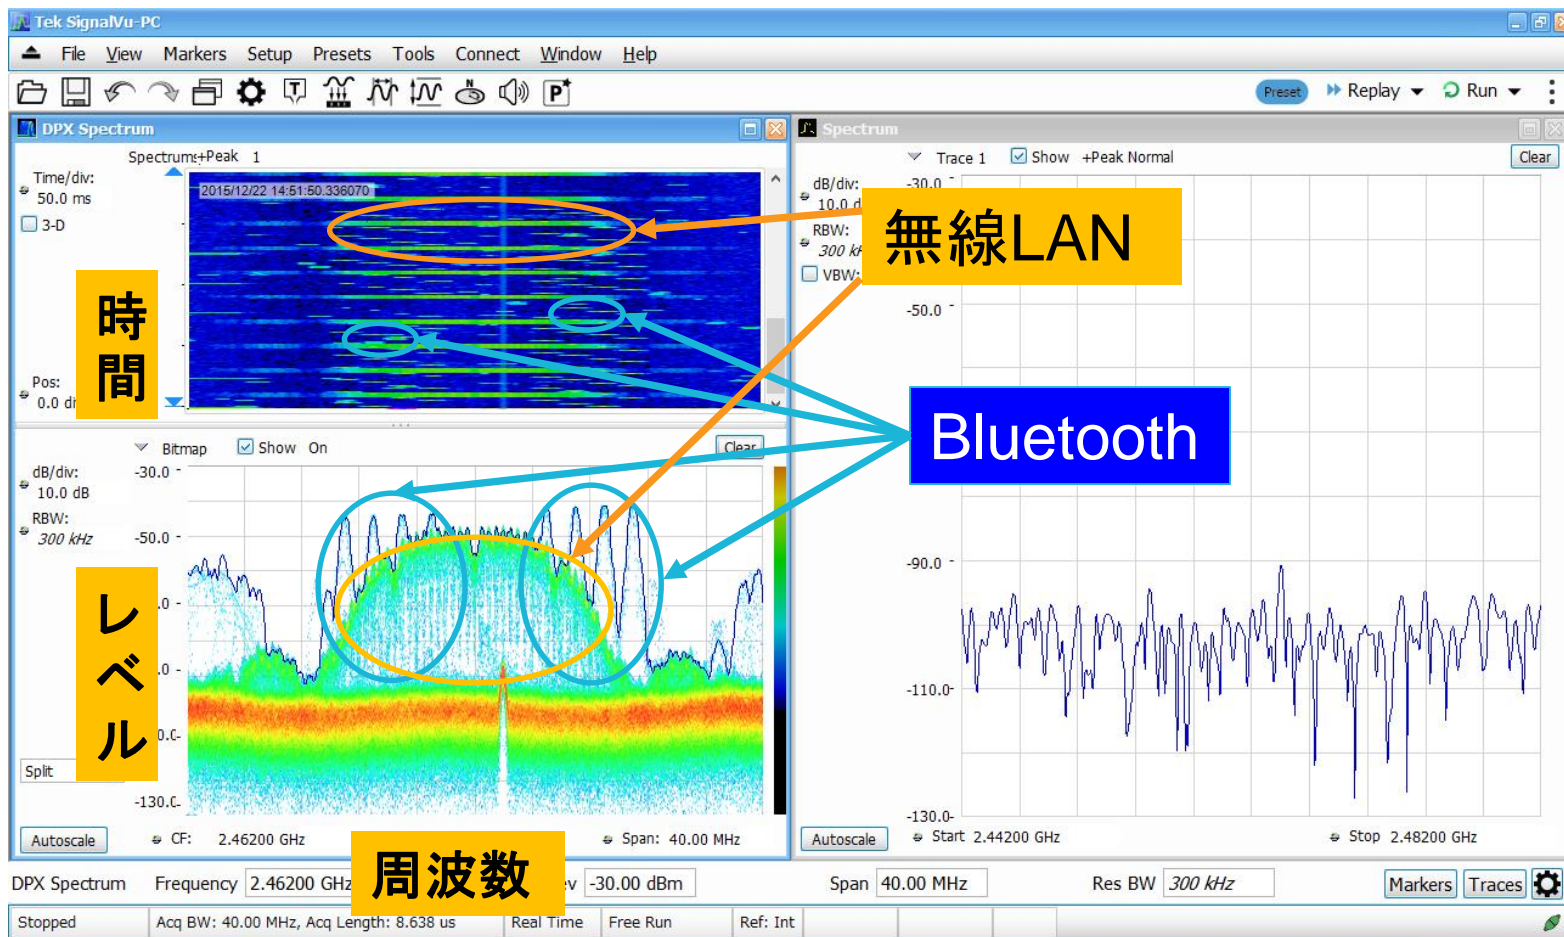 Tek SignalVu-PC
File View Markers Setup Presets Tools Connect Window Help
Preset Replay Run
DPX Spectrum
Spectrums+Peak 1
Time/div:
50.0 ms
3-D
2015/12/22 14:51:50.336070
時間
Pos:
0.0
Bitmap Show On Clear
dB/div:
10.0 dB
RBW:
300 kHz
-30.0
-50.0
レベル
-130.0
Split
Autoscale CF: 2.46200 GHz Span: 40.00 MHz
周波数
Spectrum
Trace 1 Show +Peak Normal Clear
dB/div:
10.0 d
RBW:
300 kH
VBW:
-30.0
無線LAN
-50.0
Bluetooth
-90.0
-110.0
-130.0
Autoscale Start 2.44200 GHz Stop 2.48200 GHz
DPX Spectrum Frequency 2.46200 GHz -30.00 dBm Span 40.00 MHz Res BW 300 kHz Markers Traces
Stopped Acq BW: 40.00 MHz, Acq Length: 8.638 us Real Time Free Run Ref: Int